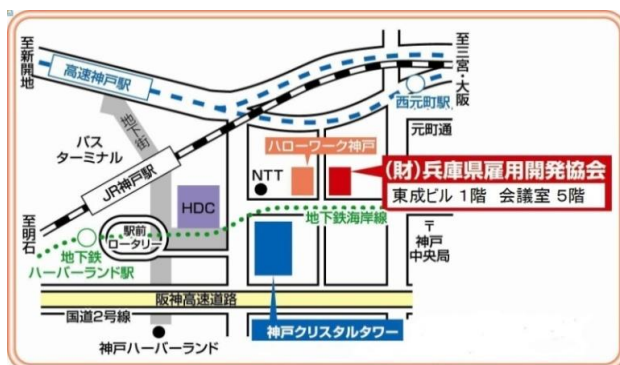 至新開地
高速神戸駅
至三宮・大阪
西元町駅
元町通
地下街
バス
ターミナル
ハローワーク神戸
(財)兵庫県雇用開発協会
東成ビル 1階 会議室 5階
NTT
JR神戸駅
HDC
地下鉄海岸線
至明石
駅前
ロータリー
地下鉄
ハーバーランド駅
〒
神戸
中央局
阪神高速道路
国道2号線
神戸クリスタルタワー
神戸ハーバーランド